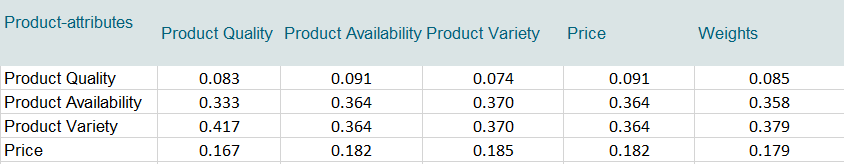 Product-attributes Product Quality Product Availability Product Variety Price Weights
Product Quality 0.083 0.091 0.074 0.091 0.085
Product Availability 0.333 0.364 0.370 0.364 0.358
Product Variety 0.417 0.364 0.370 0.364 0.379
Price 0.167 0.182 0.185 0.182 0.179